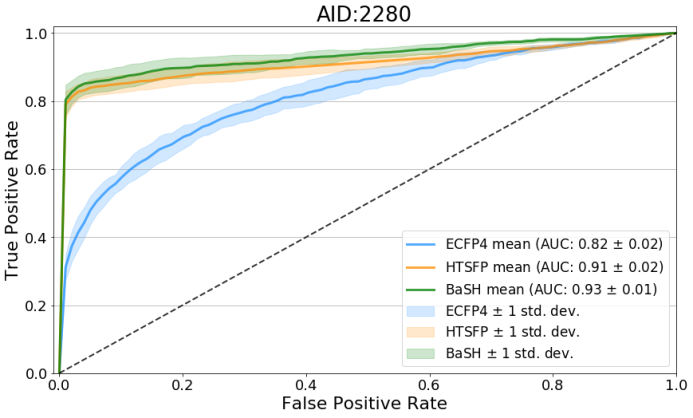 AID:2280
True Positive Rate
1.0
0.8
0.6
0.4
0.2
0.0
ECFP4 mean (AUC: 0.82 ± 0.02)
HTSFP mean (AUC: 0.91 ± 0.02)
BaSH mean (AUC: 0.93 ± 0.01)
ECFP4 ± 1 std. dev.
HTSFP ± 1 std. dev.
BaSH ± 1 std. dev.
0.0 0.2 0.4 0.6 0.8 1.0
False Positive Rate